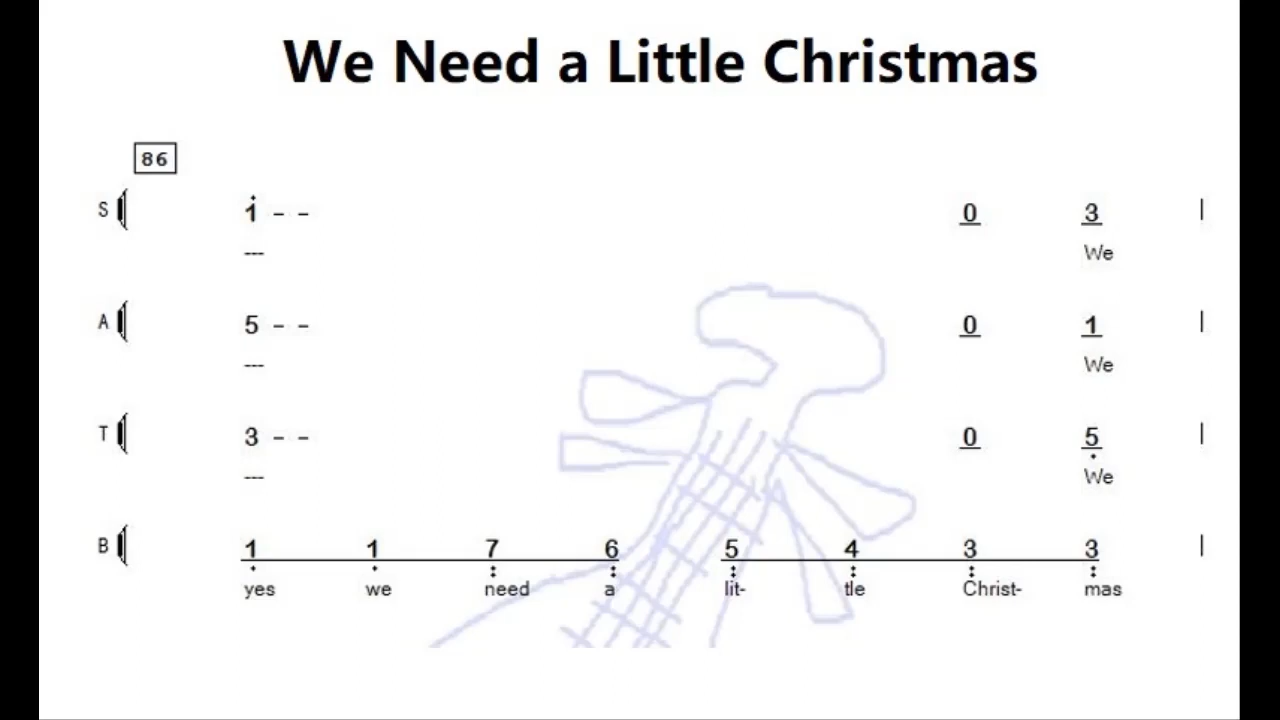 We Need a Little Christmas
86
S 1 - - 0 3 |
--- We
A 5 - - 0 1 |
--- We
T 3 - - 0 5 |
--- We
B 1 1 7 6 5 4 3 3 |
yes we need a lit- tle Christ- mas